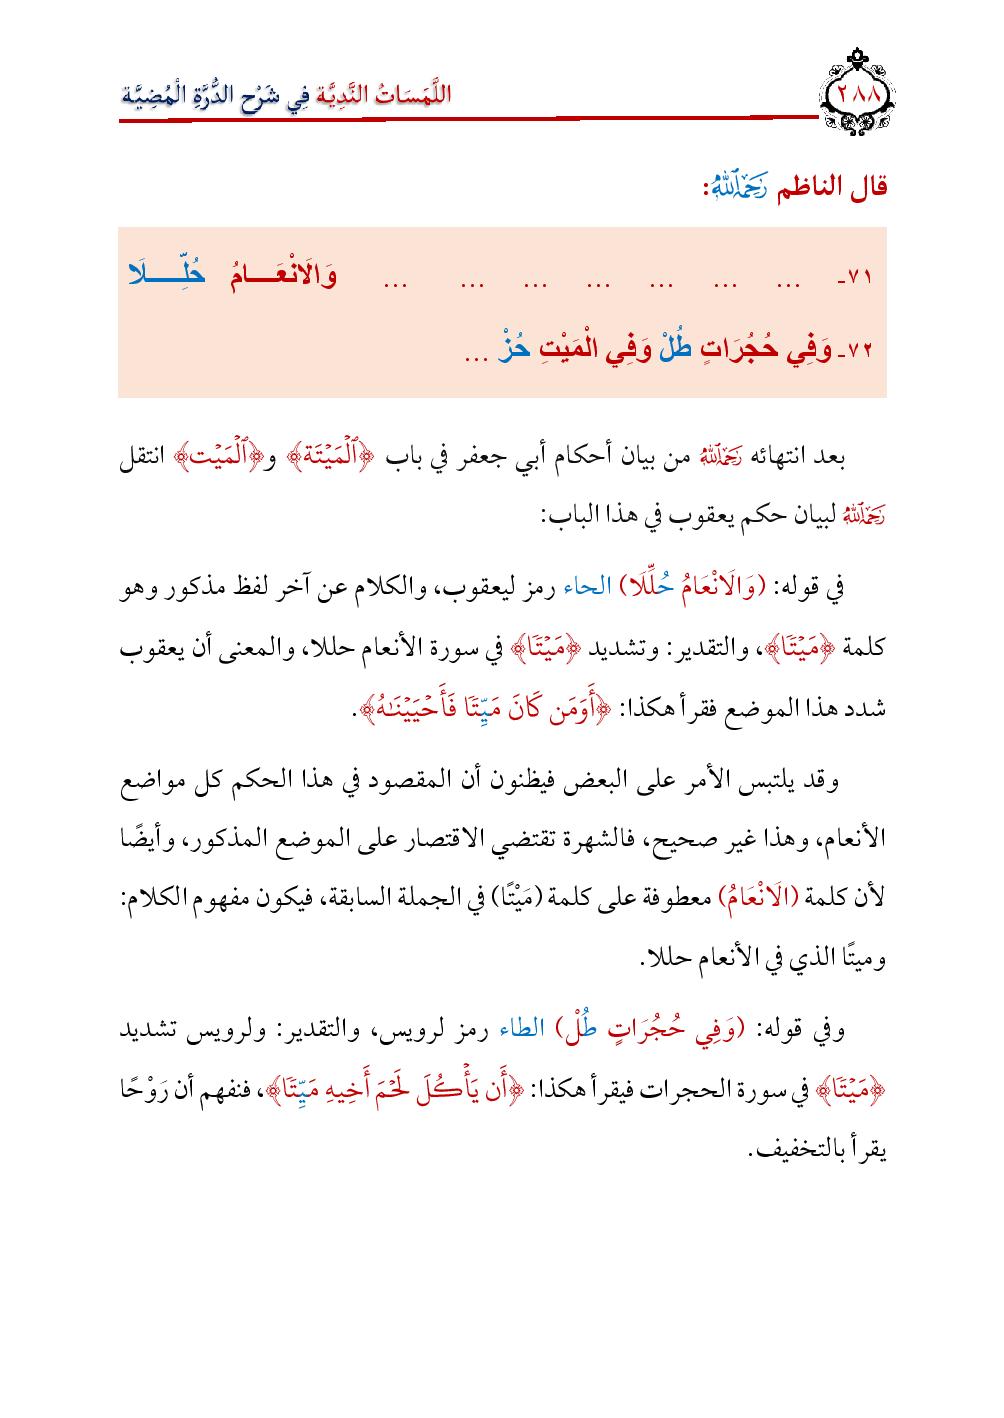 ٢٨٨
اللَّمَسَاتُ النَّدِيَّة فِي شَرْح الدُّرَّةِ الْمُضِيَّة
قال الناظم رَحِمَهُ ٱللَّهُ:
٧١- ... ... ... ... ... ... ... وَالَانْعَـــامُ حُلِّـــــلَا
٧٢- وَفِي حُجُرَاتٍ طُلْ وَفِي الْمَيْتِ حُزْ ...
بعد انتهائه رَحِمَهُ ٱللَّهُ من بيان أحكام أبي جعفر في باب ﴿ٱلْمَيْتَة﴾ و﴿ٱلْمَيْت﴾ انتقل
رَحِمَهُ ٱللَّهُ لبيان حكم يعقوب في هذا الباب:
في قوله: (وَالَانْعَامُ حُلِّلَا) الحاء رمز ليعقوب، والكلام عن آخر لفظ مذكور وهو
كلمة ﴿مَيْتًا﴾، والتقدير: وتشديد ﴿مَيْتًا﴾ في سورة الأنعام حللا، والمعنى أن يعقوب
شدد هذا الموضع فقرأ هكذا: ﴿أَوَمَن كَانَ مَيِّتًا فَأَحْيَيْنَٰهُ﴾.
وقد يلتبس الأمر على البعض فيظنون أن المقصود في هذا الحكم كل مواضع
الأنعام، وهذا غير صحيح، فالشهرة تقتضي الاقتصار على الموضع المذكور، وأيضًا
لأن كلمة (الَانْعَامُ) معطوفة على كلمة (مَيْتًا) في الجملة السابقة، فيكون مفهوم الكلام:
وميتًا الذي في الأنعام حللا.
وفي قوله: (وَفِي حُجُرَاتٍ طُلْ) الطاء رمز لرويس، والتقدير: ولرويس تشديد
﴿مَيْتًا﴾ في سورة الحجرات فيقرأ هكذا: ﴿أَن يَأْكُلَ لَحْمَ أَخِيهِ مَيِّتًا﴾، فنفهم أن رَوْحًا
يقرأ بالتخفيف.